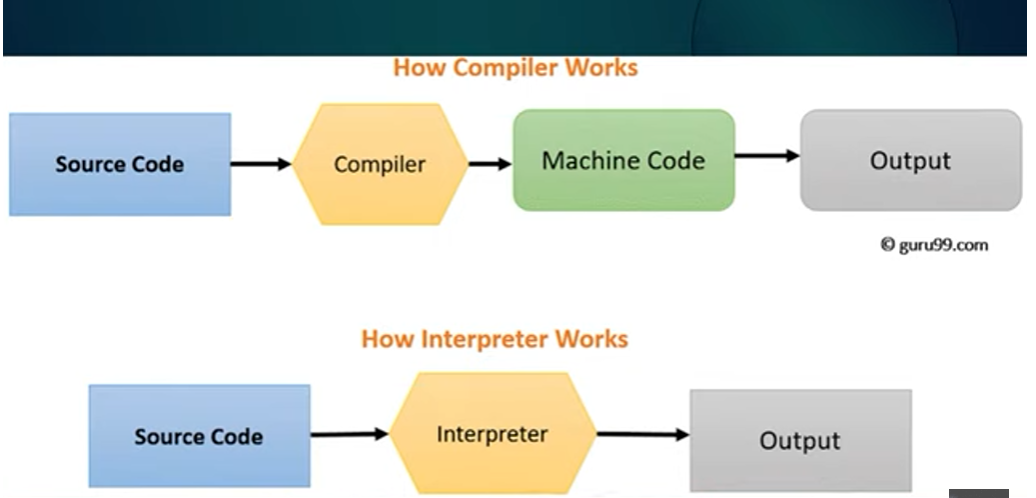 How Compiler Works
Source Code
Compiler
Machine Code
Output
© guru99.com
How Interpreter Works
Source Code
Interpreter
Output